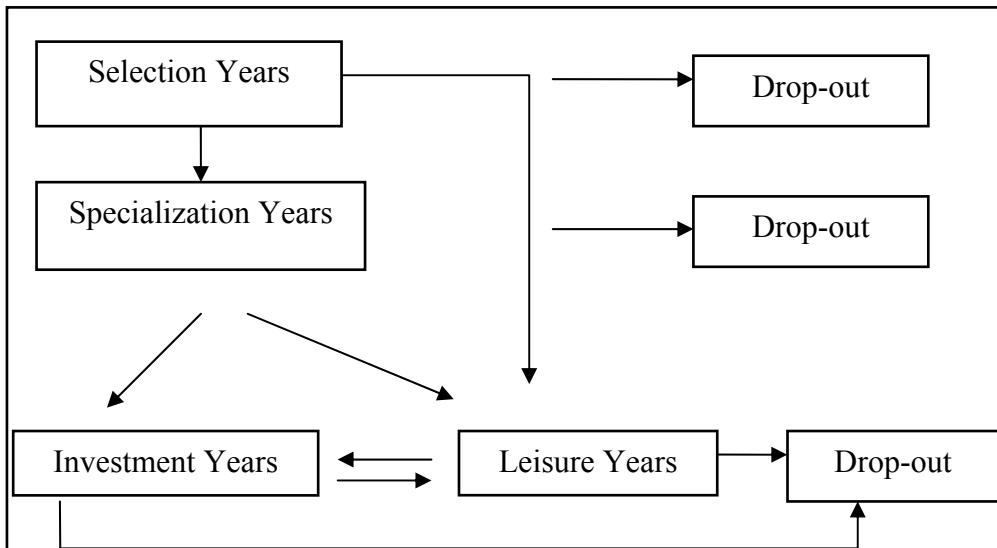 Selection Years
Drop-out
Specialization Years
Drop-out
Investment Years
Leisure Years
Drop-out